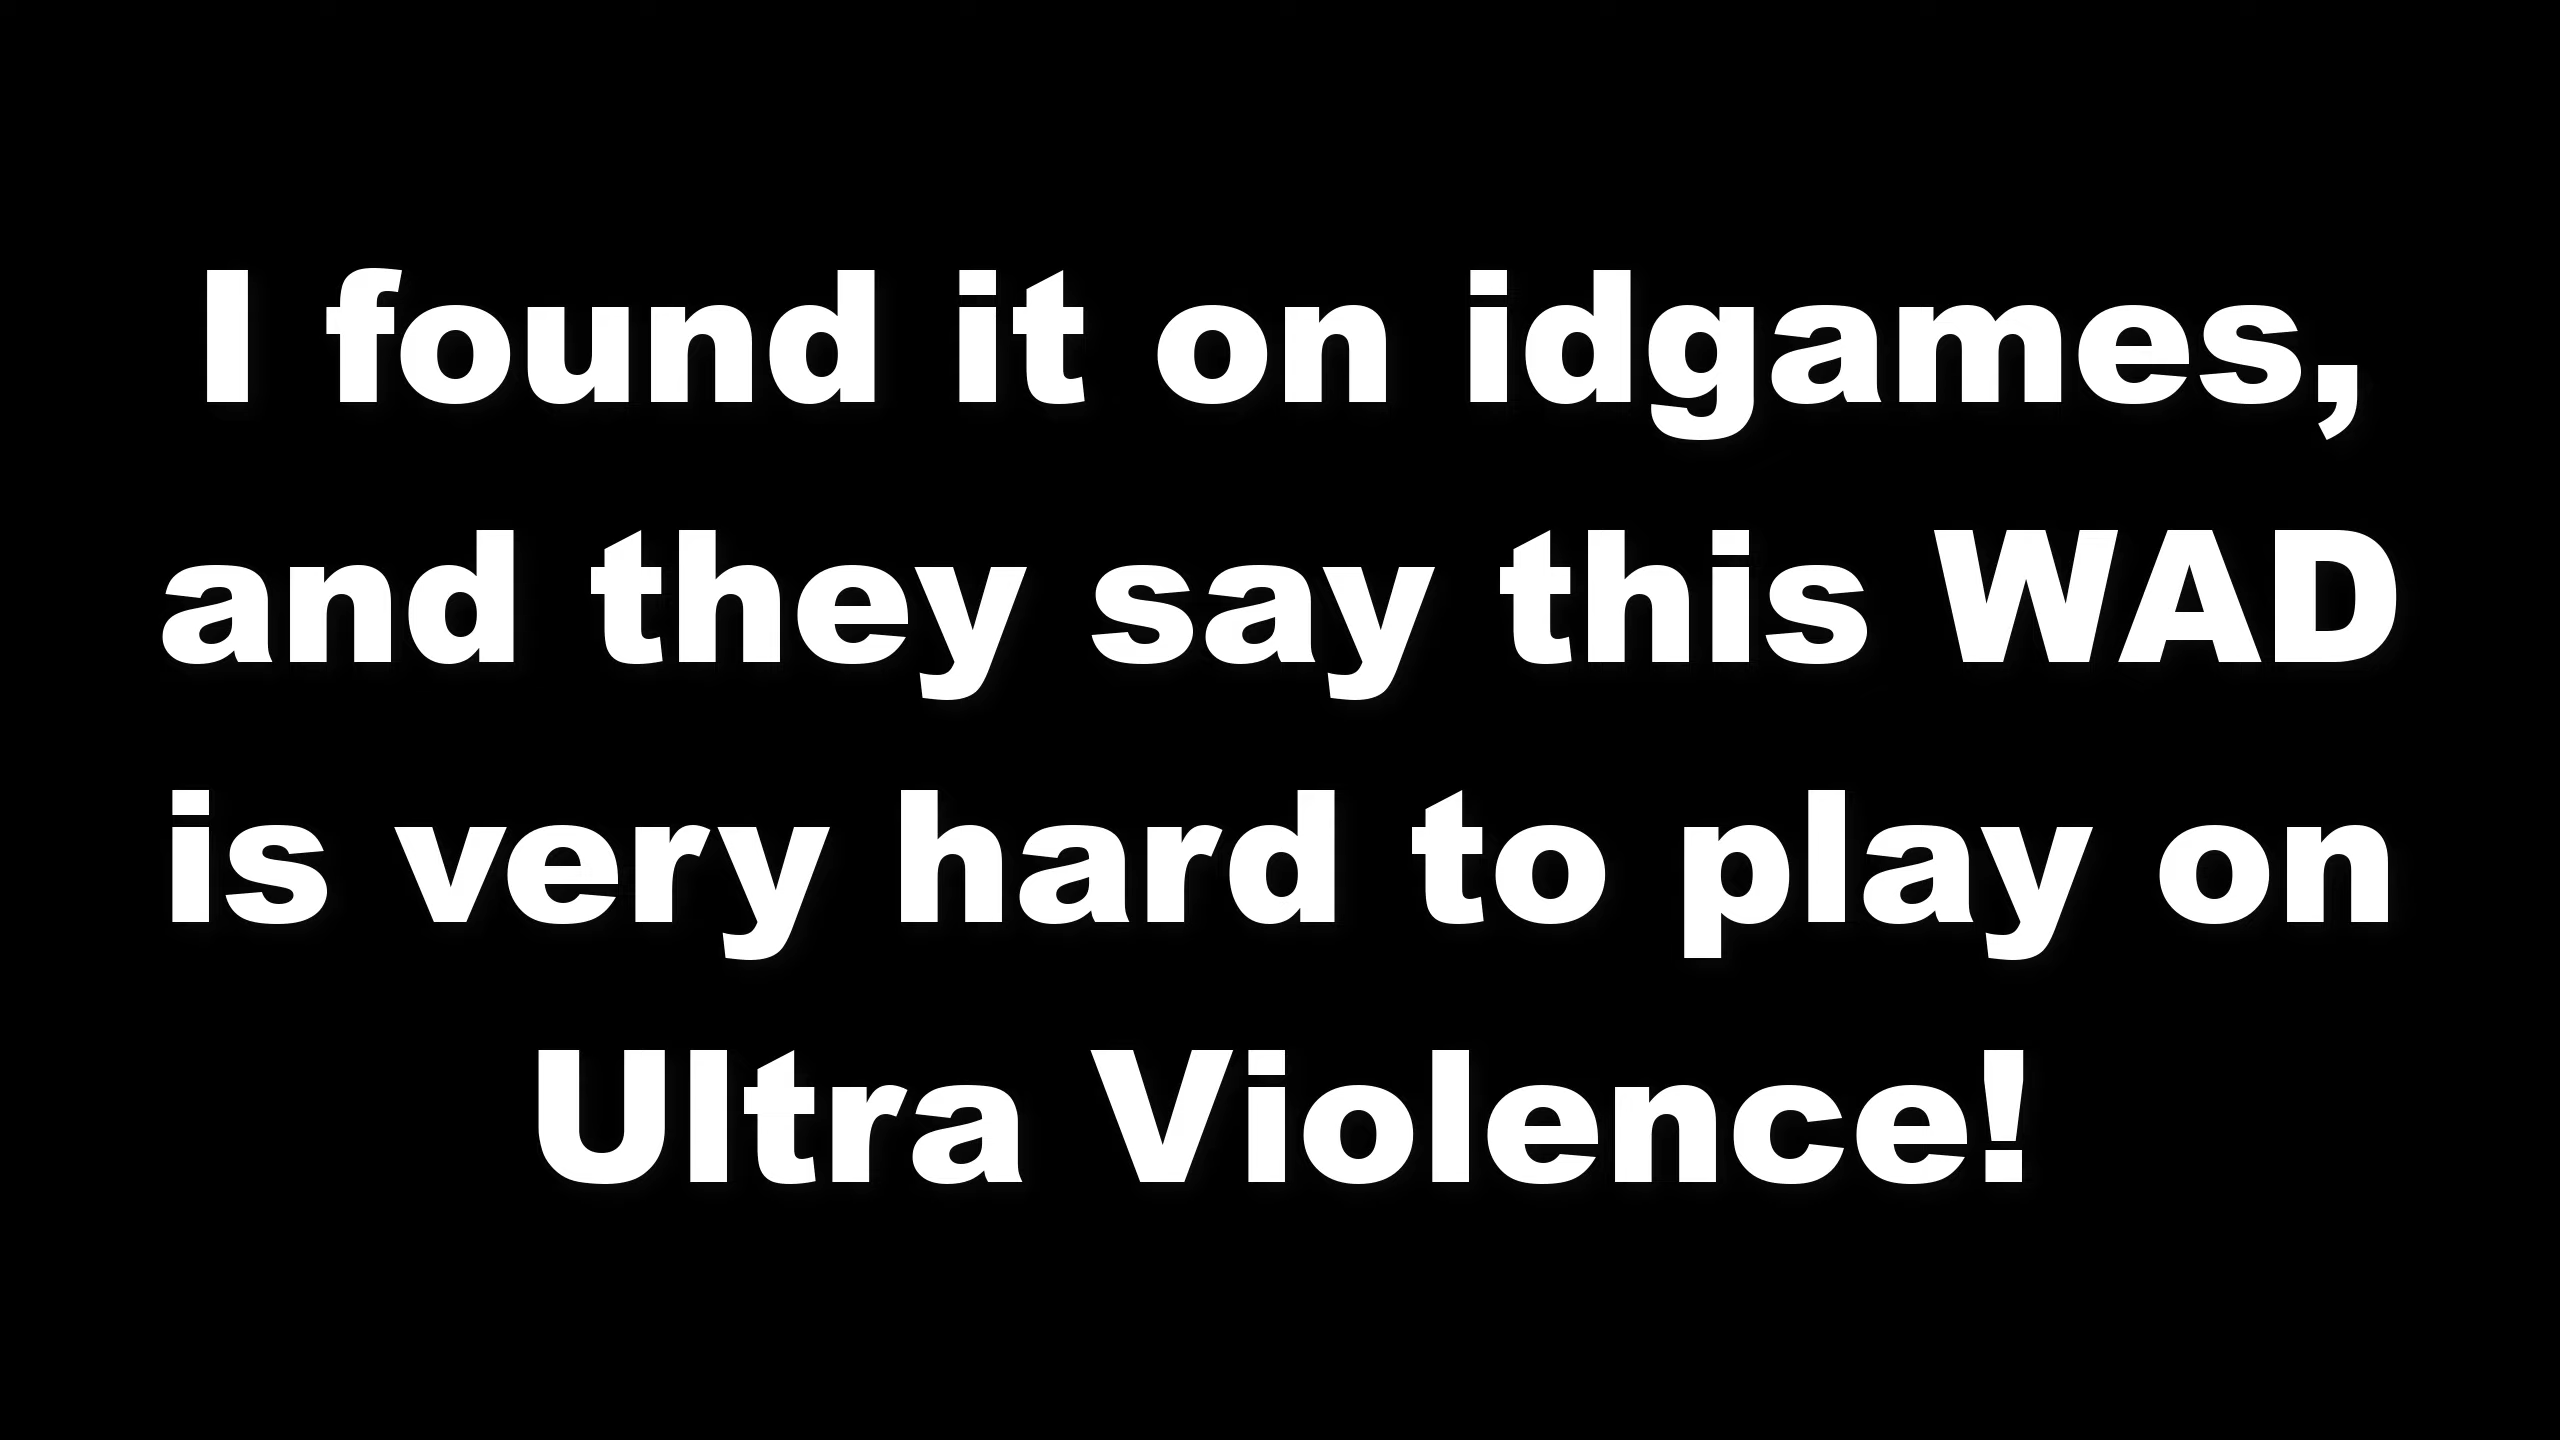 I found it on idgames,
and they say this WAD
is very hard to play on
Ultra Violence!